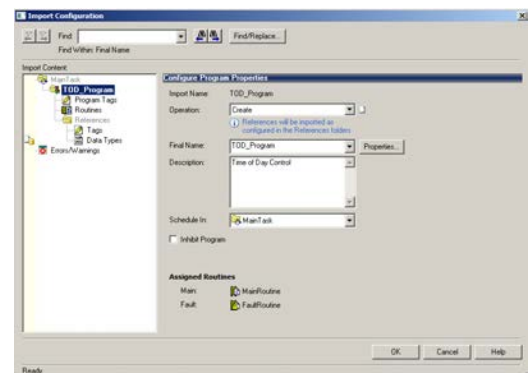 Import Configuration
Find
Find/Replace...
Find Within: Final Name
Import Content:
MainTask
TOD_Program
Program Tags
Routines
References
Tags
Data Types
Errors/Warnings
Configure Program Properties
Import Name: TOD_Program
Operation: Create
References will be imported as
configured in the References folders
Final Name: TOD_Program Properties...
Description: Time of Day Control
Schedule In: MainTask
Inhibit Program
Assigned Routines
Main: MainRoutine
Fault: FaultRoutine
OK Cancel Help
Ready